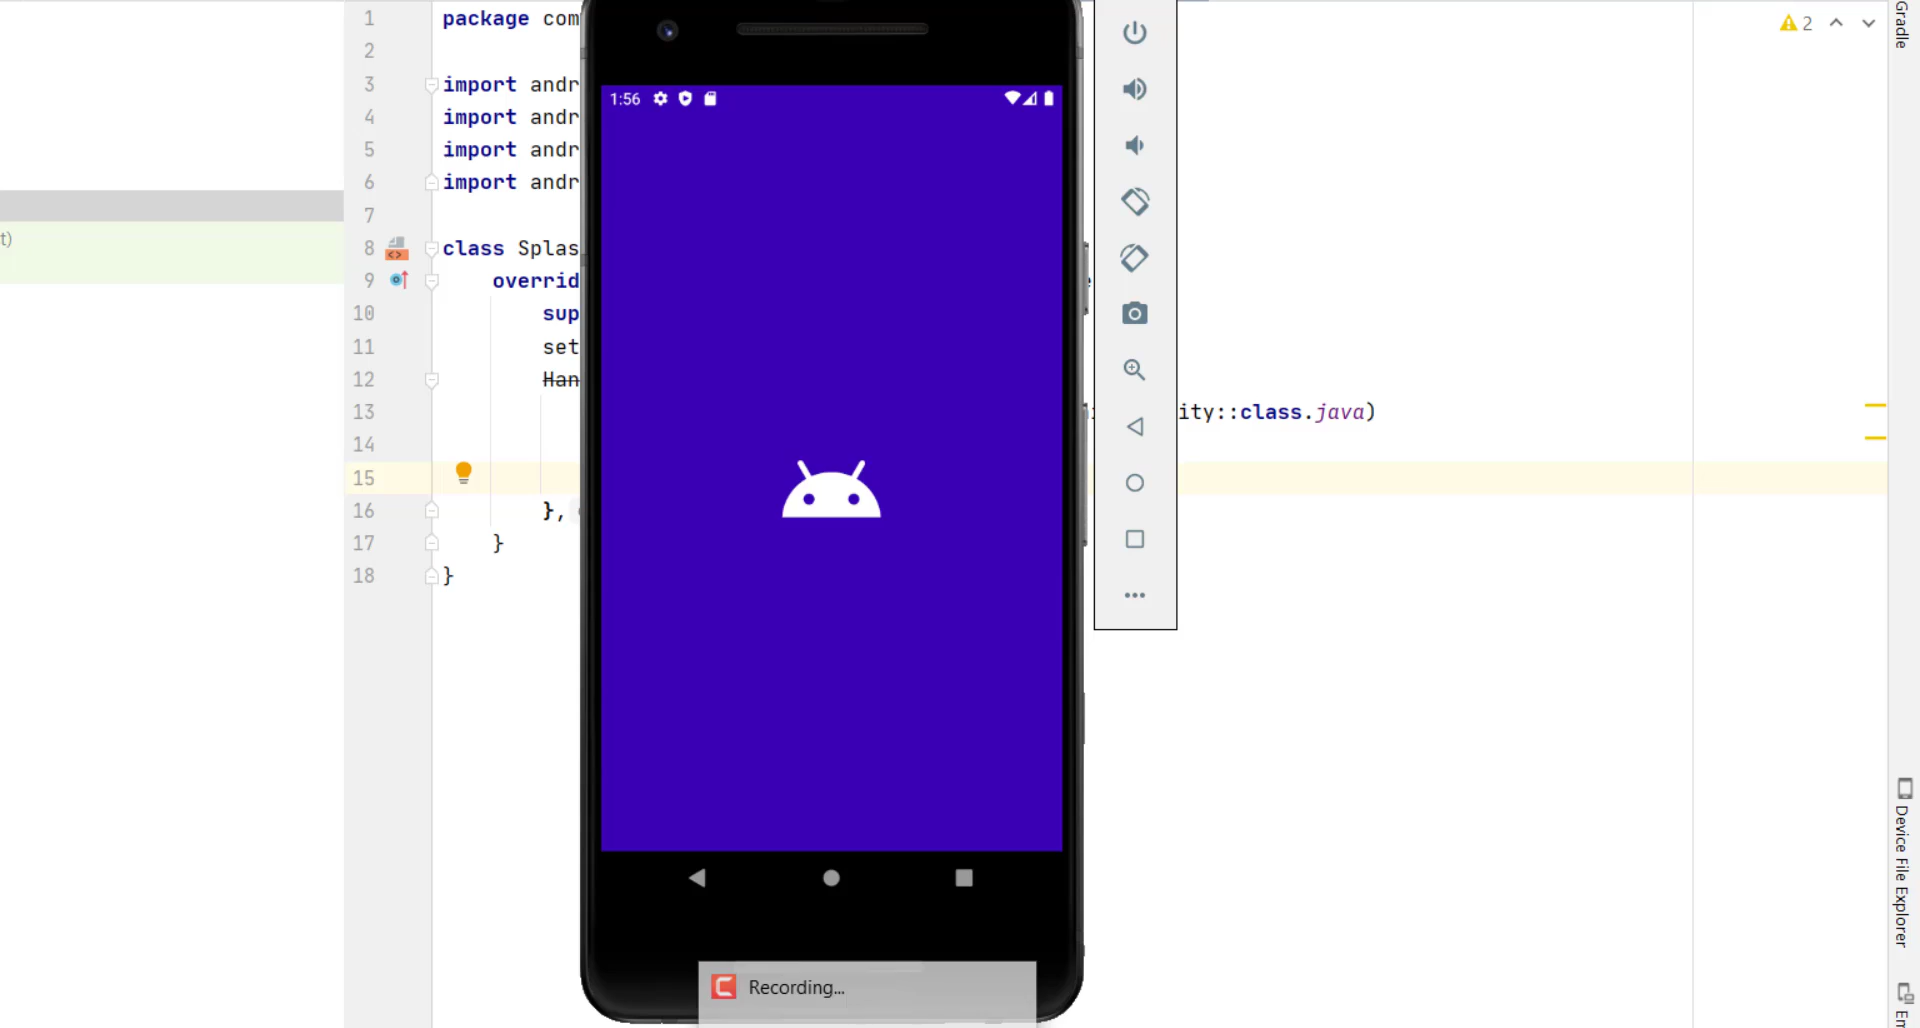 1 package com
2
3 import andr
4 import andr
5 import andr
6 import andr
7
8 class Splas
9 overrid
10 sup
11 set
12 Han
13 ity::class.java)
14
15
16 },
17 }
18 }
t)
1:56
Recording...
2
Gradle
Device File Explorer
Em